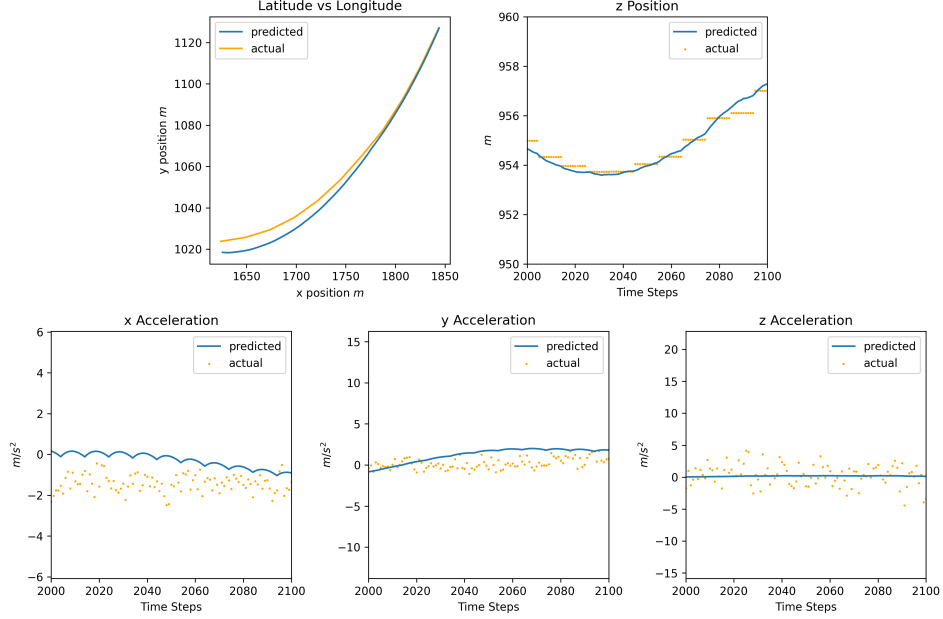 Latitude vs Longitude
predicted
actual
1120
1100
1080
1060
1040
1020
y position m
1650 1700 1750 1800 1850
x position m
z Position
predicted
actual
960
958
956
954
952
950
m
2000 2020 2040 2060 2080 2100
Time Steps
x Acceleration
predicted
actual
6
4
2
0
−2
−4
−6
m/s²
2000 2020 2040 2060 2080 2100
Time Steps
y Acceleration
predicted
actual
15
10
5
0
−5
−10
m/s²
2000 2020 2040 2060 2080 2100
Time Steps
z Acceleration
predicted
actual
20
15
10
5
0
−5
−10
−15
m/s²
2000 2020 2040 2060 2080 2100
Time Steps